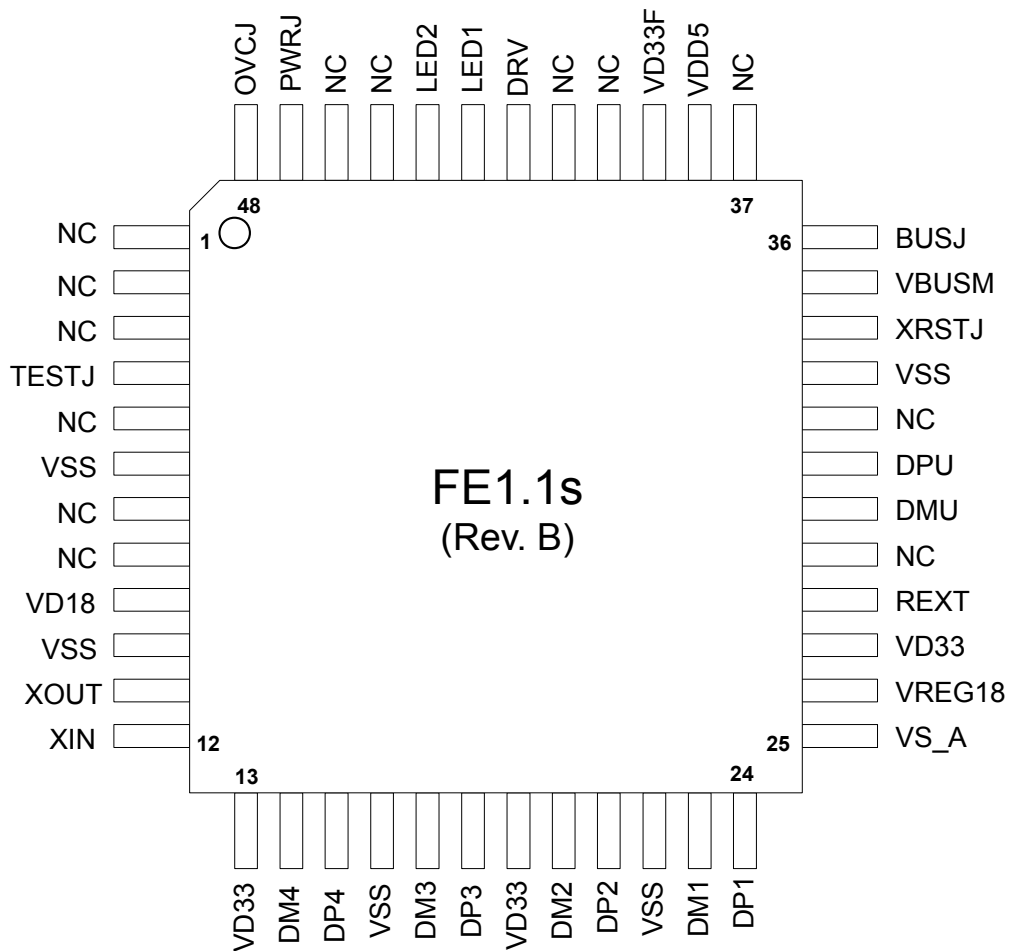 OVCJ
PWRJ
NC
NC
LED2
LED1
DRV
NC
NC
VD33F
VDD5
NC
48
37
NC
1
36
BUSJ
NC
VBUSM
NC
XRSTJ
TESTJ
VSS
NC
NC
VSS
DPU
NC
DMU
NC
NC
VD18
REXT
VSS
VD33
XOUT
VREG18
XIN
12
25
VS_A
FE1.1s
(Rev. B)
13
24
VD33
DM4
DP4
VSS
DM3
DP3
VD33
DM2
DP2
VSS
DM1
DP1